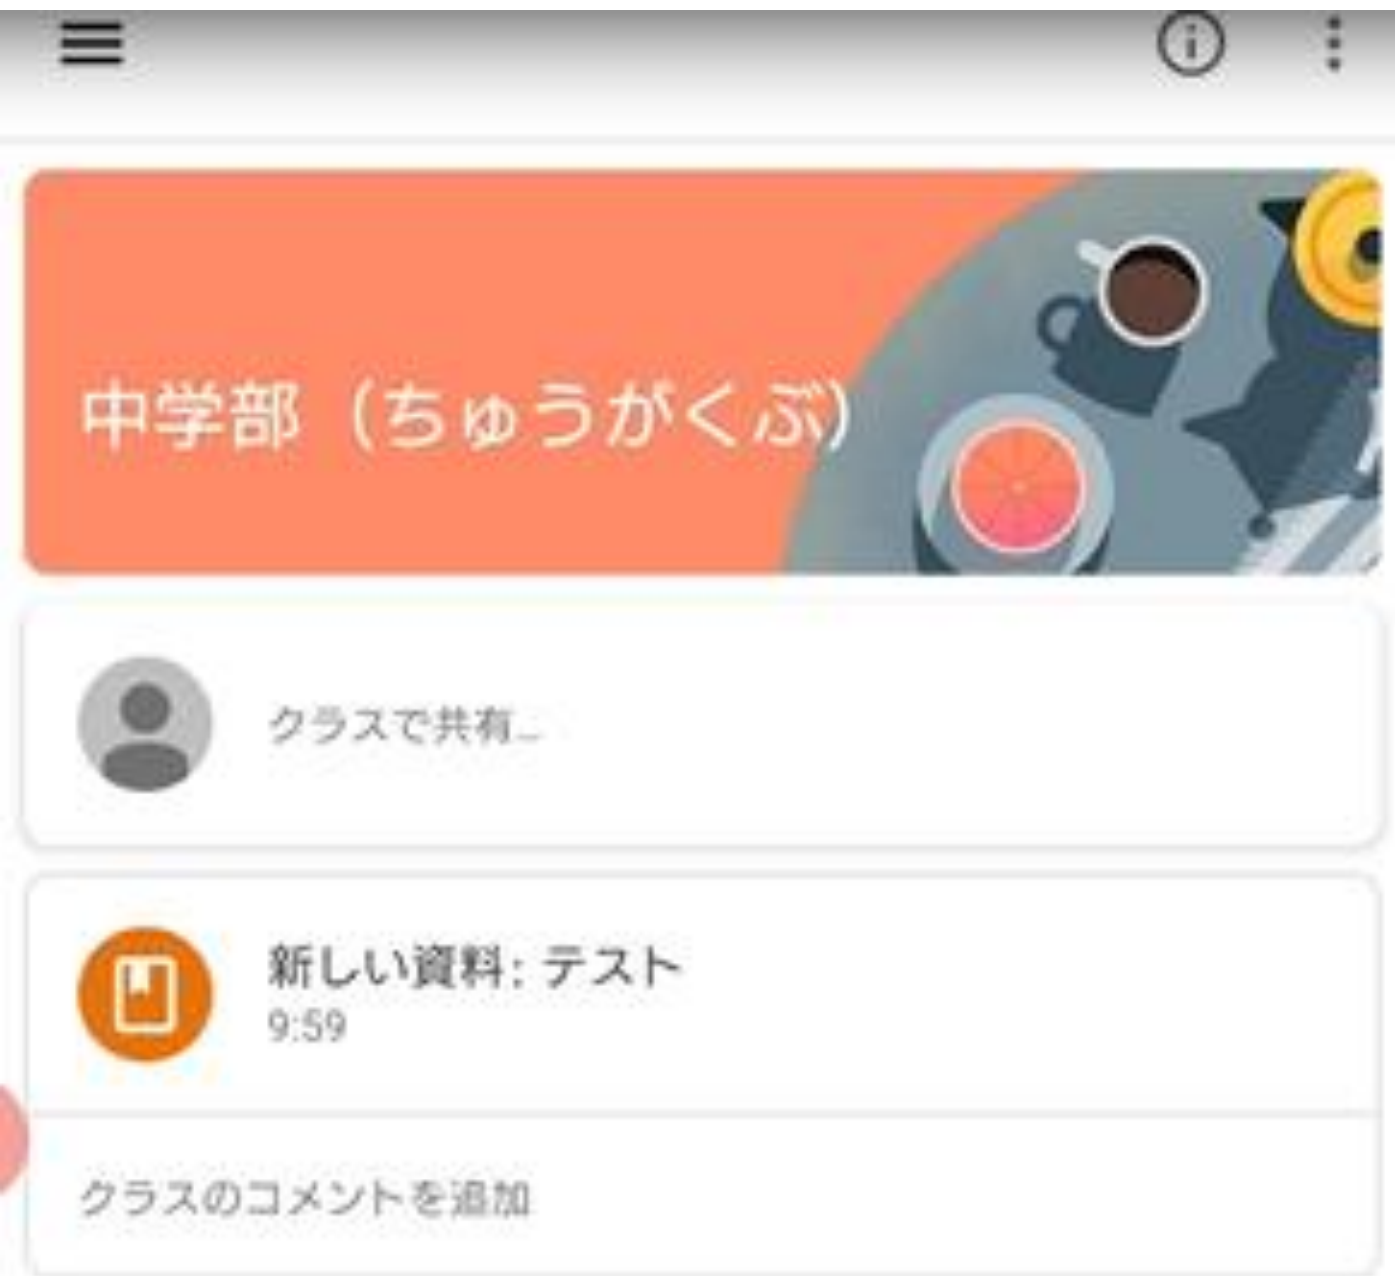 中学部（ちゅうがくぶ）
クラスで共有...
新しい資料: テスト
9:59
クラスのコメントを追加